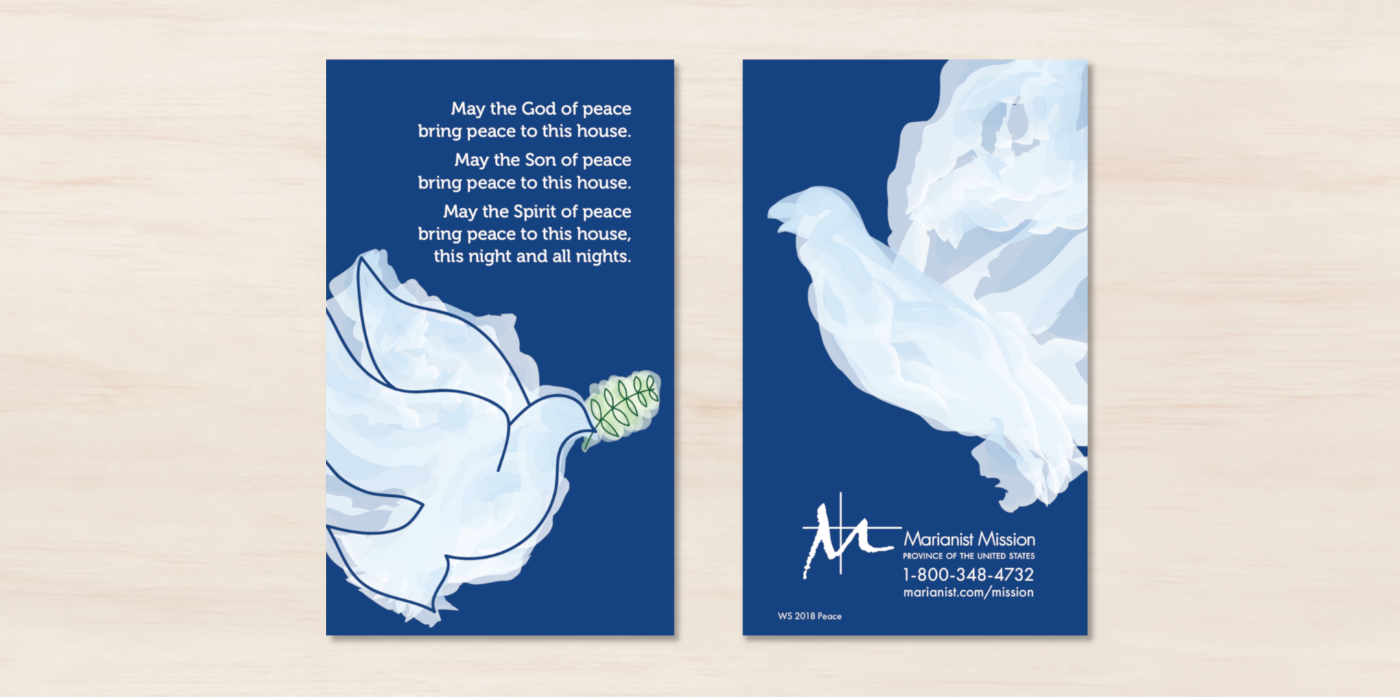 May the God of peace
bring peace to this house.
May the Son of peace
bring peace to this house.
May the Spirit of peace
bring peace to this house,
this night and all nights.
Marianist Mission
PROVINCE OF THE UNITED STATES
1-800-348-4732
marianist.com/mission
WS 2018 Peace